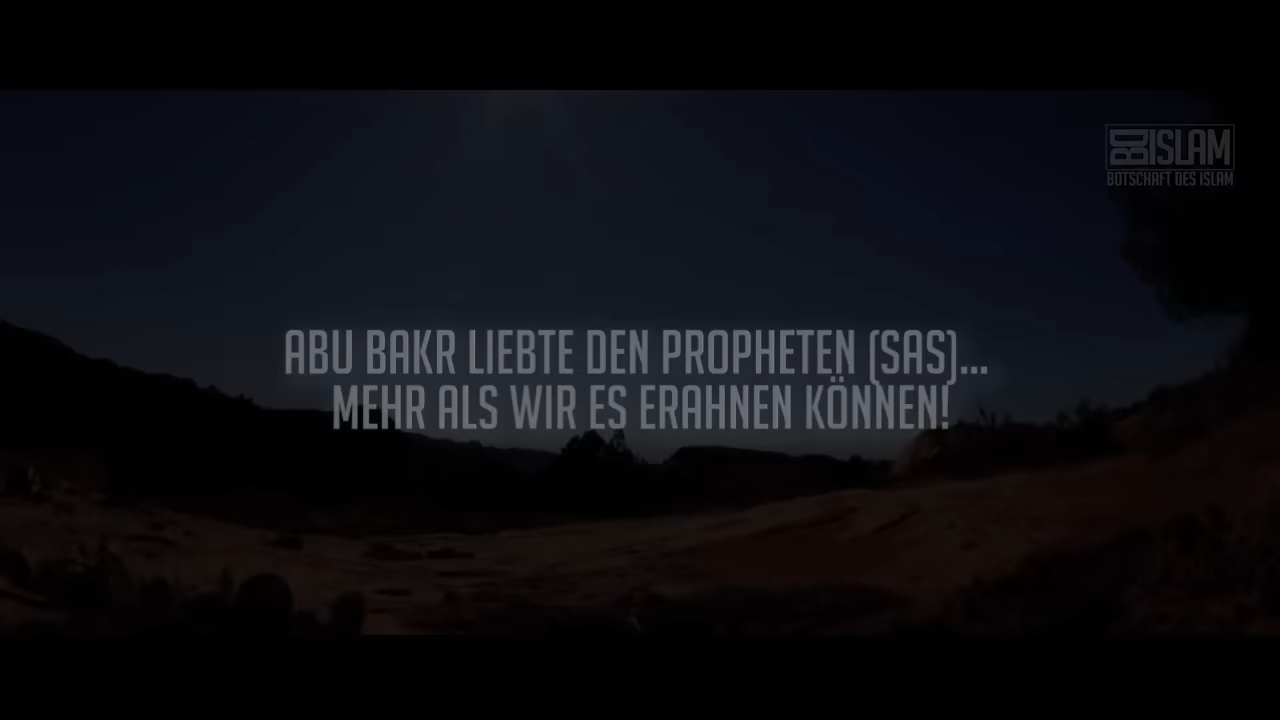 BDISLAM
BOTSCHAFT DES ISLAM
ABU BAKR LIEBTE DEN PROPHETEN (SAS)...
MEHR ALS WIR ES ERAHNEN KÖNNEN!